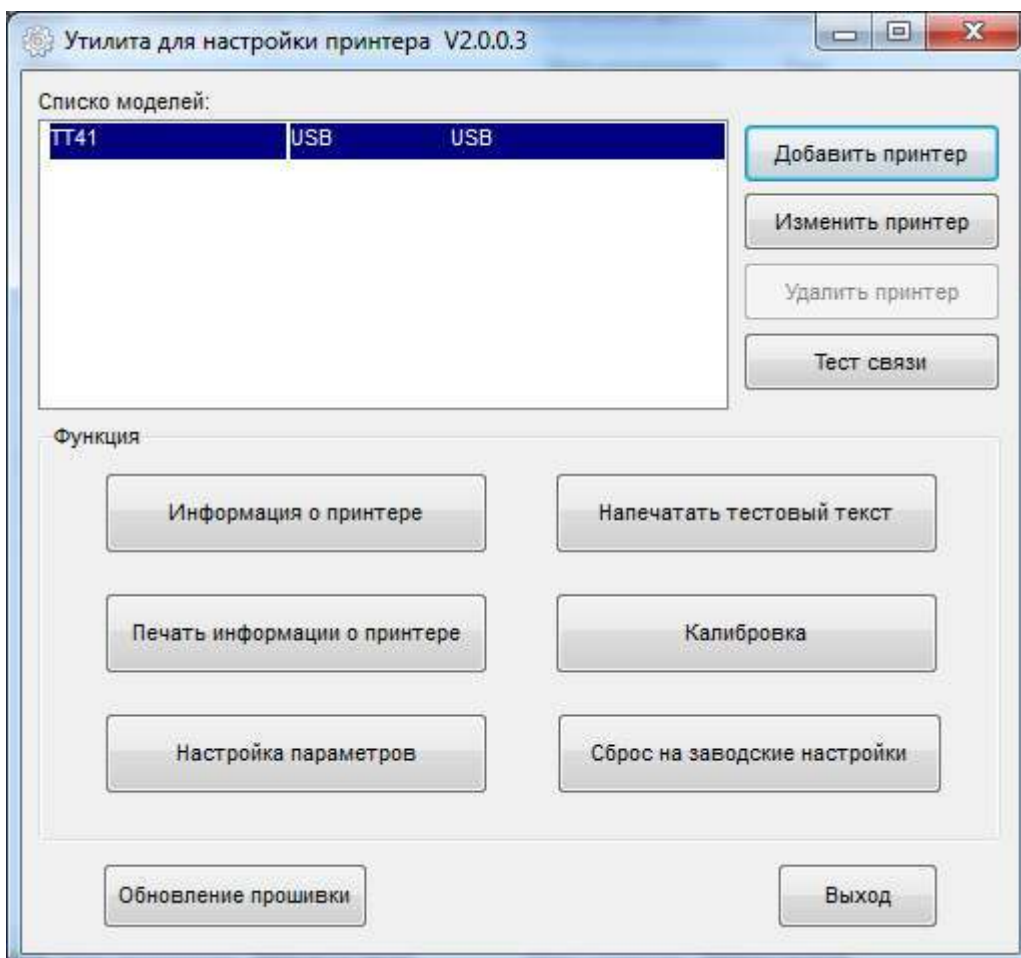 Утилита для настройки принтера V2.0.0.3
Списко моделей:
TT41 USB USB
Добавить принтер
Изменить принтер
Удалить принтер
Тест связи
Функция
Информация о принтере
Напечатать тестовый текст
Печать информации о принтере
Калибровка
Настройка параметров
Сброс на заводские настройки
Обновление прошивки
Выход